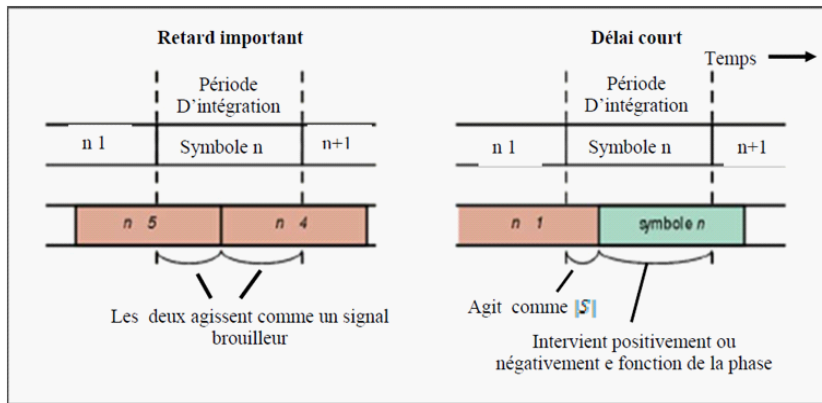 Retard important
Période
D'intégration
n 1 Symbole n n+1
n 5 n 4
Les deux agissent comme un signal
brouilleur
Délai court
Temps
Période
D'intégration
n 1 Symbole n n+1
n 1 symbole n
Agit comme |S|
Intervient positivement ou
négativement e fonction de la phase